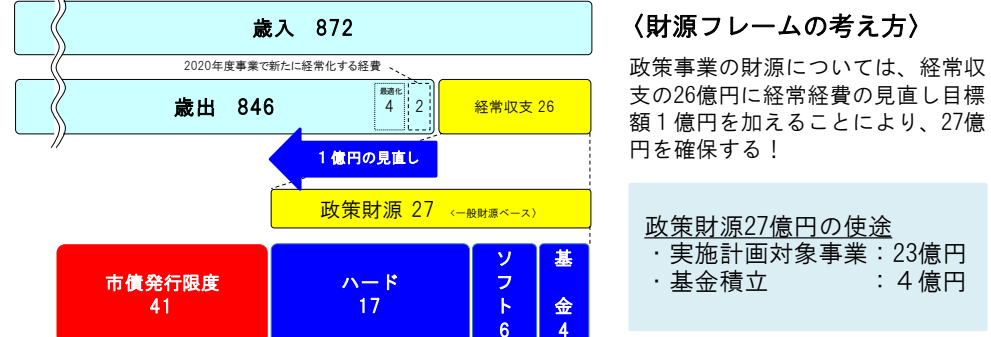 歳入 872
2020年度事業で新たに経常化する経費
歳出 846
最適化
4
2
経常収支 26
1億円の見直し
政策財源 27 〈一般財源ベース〉
市債発行限度
41
ハード
17
ソフト
6
基金
4
〈財源フレームの考え方〉
政策事業の財源については、経常収
支の26億円に経常経費の見直し目標
額１億円を加えることにより、27億
円を確保する！
政策財源27億円の使途
・実施計画対象事業：23億円
・基金積立　　　　：４億円